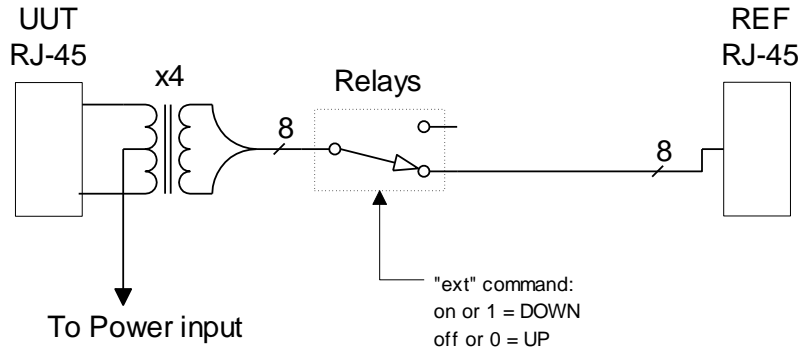 UUT
RJ-45
REF
RJ-45
x4
Relays
8
8
"ext" command:
on or 1 = DOWN
off or 0 = UP
To Power input